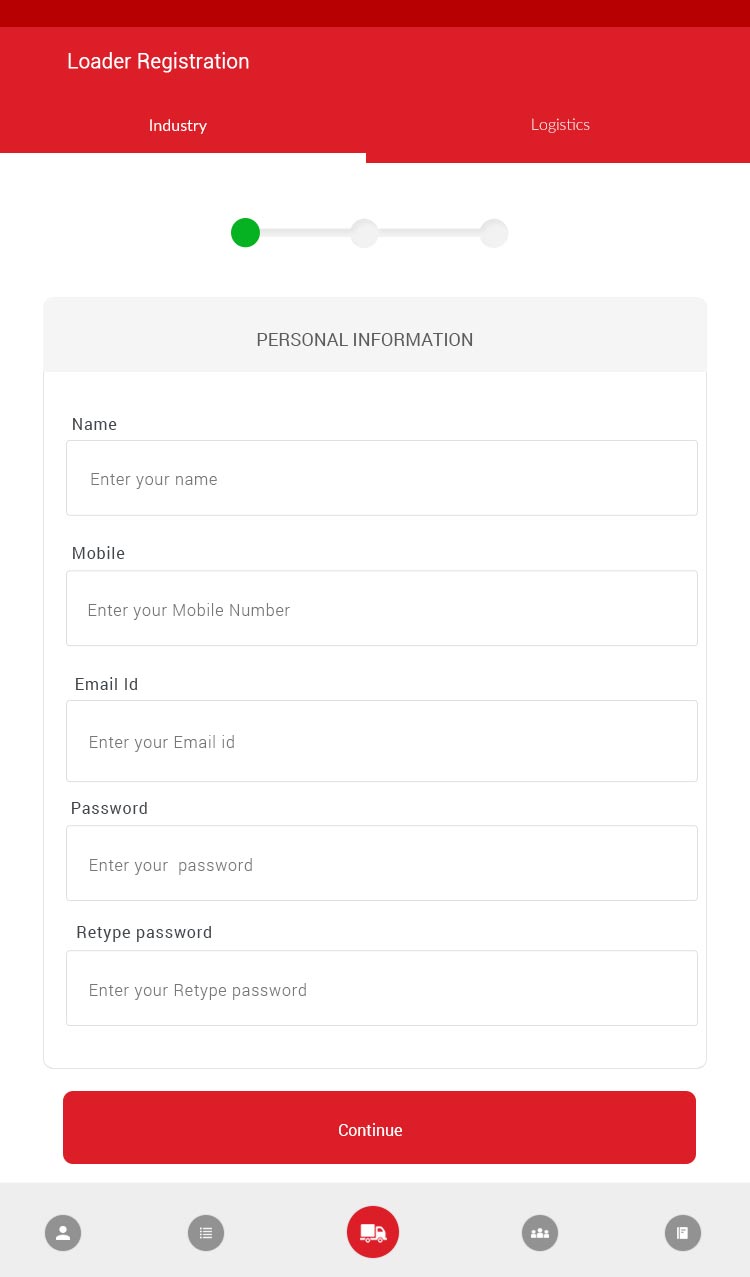 Loader Registration
Industry
Logistics
PERSONAL INFORMATION
Name
Enter your name
Mobile
Enter your Mobile Number
Email Id
Enter your Email id
Password
Enter your  password
Retype password
Enter your Retype password
Continue